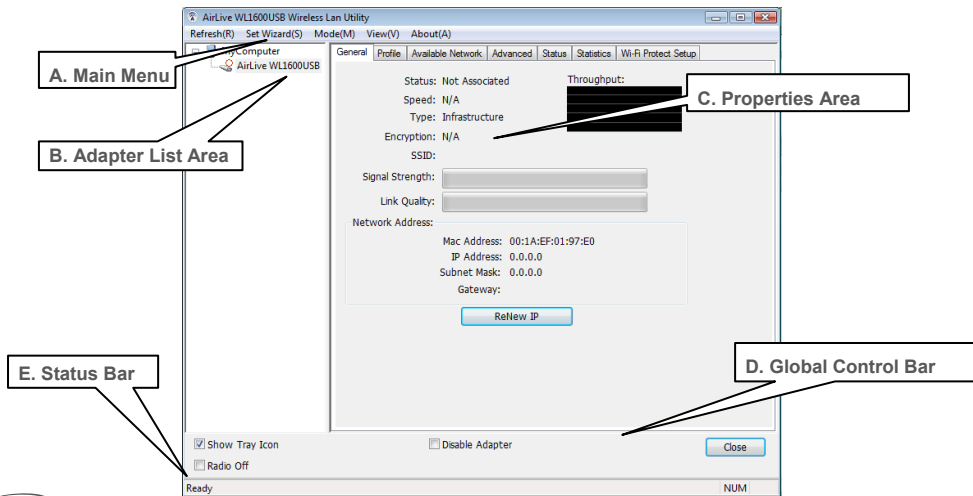 AirLive WL1600USB Wireless Lan Utility
Refresh(R) Set Wizard(S) Mode(M) View(V) About(A)
MyComputer
AirLive WL1600USB
General Profile Available Network Advanced Status Statistics Wi-Fi Protect Setup
A. Main Menu
B. Adapter List Area
Status: Not Associated
Throughput:
Speed: N/A
C. Properties Area
Type: Infrastructure
Encryption: N/A
SSID:
Signal Strength:
Link Quality:
Network Address:
Mac Address: 00:1A:EF:01:97:E0
IP Address: 0.0.0.0
Subnet Mask: 0.0.0.0
Gateway:
ReNew IP
E. Status Bar
D. Global Control Bar
Show Tray Icon
Disable Adapter
Close
Radio Off
Ready
NUM